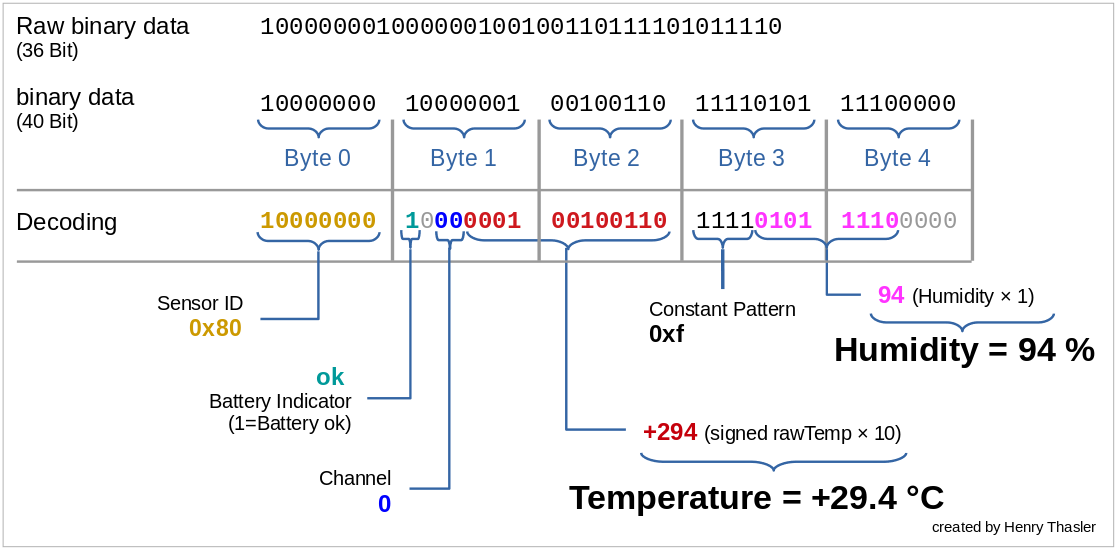 Raw binary data 100000001000000100100110111101011110
(36 Bit)
binary data 10000000 10000001 00100110 11110101 11100000
(40 Bit)
Byte 0 Byte 1 Byte 2 Byte 3 Byte 4
Decoding 10000000 10000001 00100110 11110101 11100000
Sensor ID
0x80
Constant Pattern
0xf
94 (Humidity × 1)
Humidity = 94 %
ok
Battery Indicator
(1=Battery ok)
+294 (signed rawTemp × 10)
Channel
0
Temperature = +29.4 °C
created by Henry Thasler